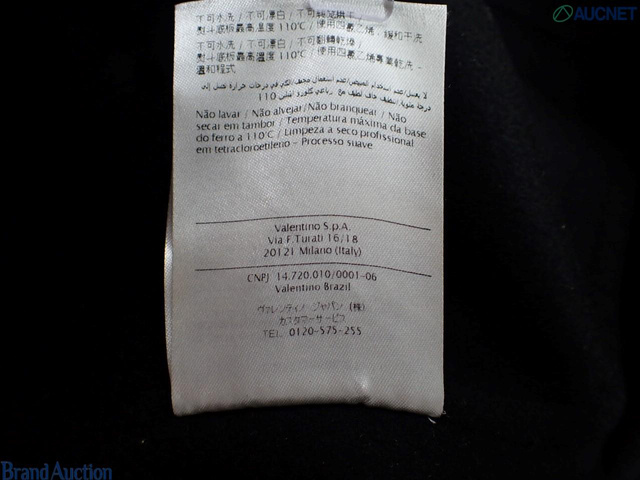 AUCNET
不可水洗 / 不可漂白 / 不可翻滾烘干 /
熨斗底板最高溫度 110℃ / 使用四氯乙烯 - 緩和干洗
不可水洗 / 不可漂白 / 不可翻轉乾燥 /
熨斗底板最高溫度 110℃ / 使用四氯乙烯專業乾洗 -
溫和程式
Não lavar / Não alvejar/Não branquear / Não
secar em tambor / Temperatura máxima da base
do ferro a 110°C / Limpeza a seco profissional
em tetracloroetileno - Processo suave
Valentino S.p.A.
Via F.Turati 16/18
20121 Milano (Italy)
CNPJ 14.720.010/0001-06
Valentino Brazil
ヴァレンティノ ジャパン (株)
カスタマーサービス
TEL. 0120-575-255
Brand Auction